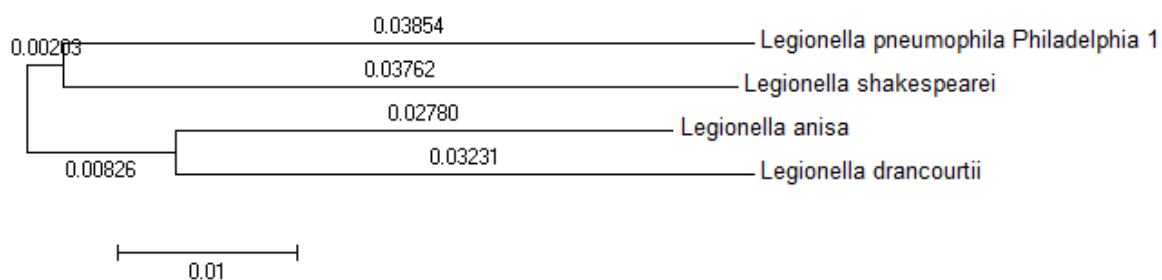 0.03854
Legionella pneumophila Philadelphia 1
0.00203
0.03762
Legionella shakespearei
0.02780
Legionella anisa
0.03231
Legionella drancourtii
0.00826
0.01